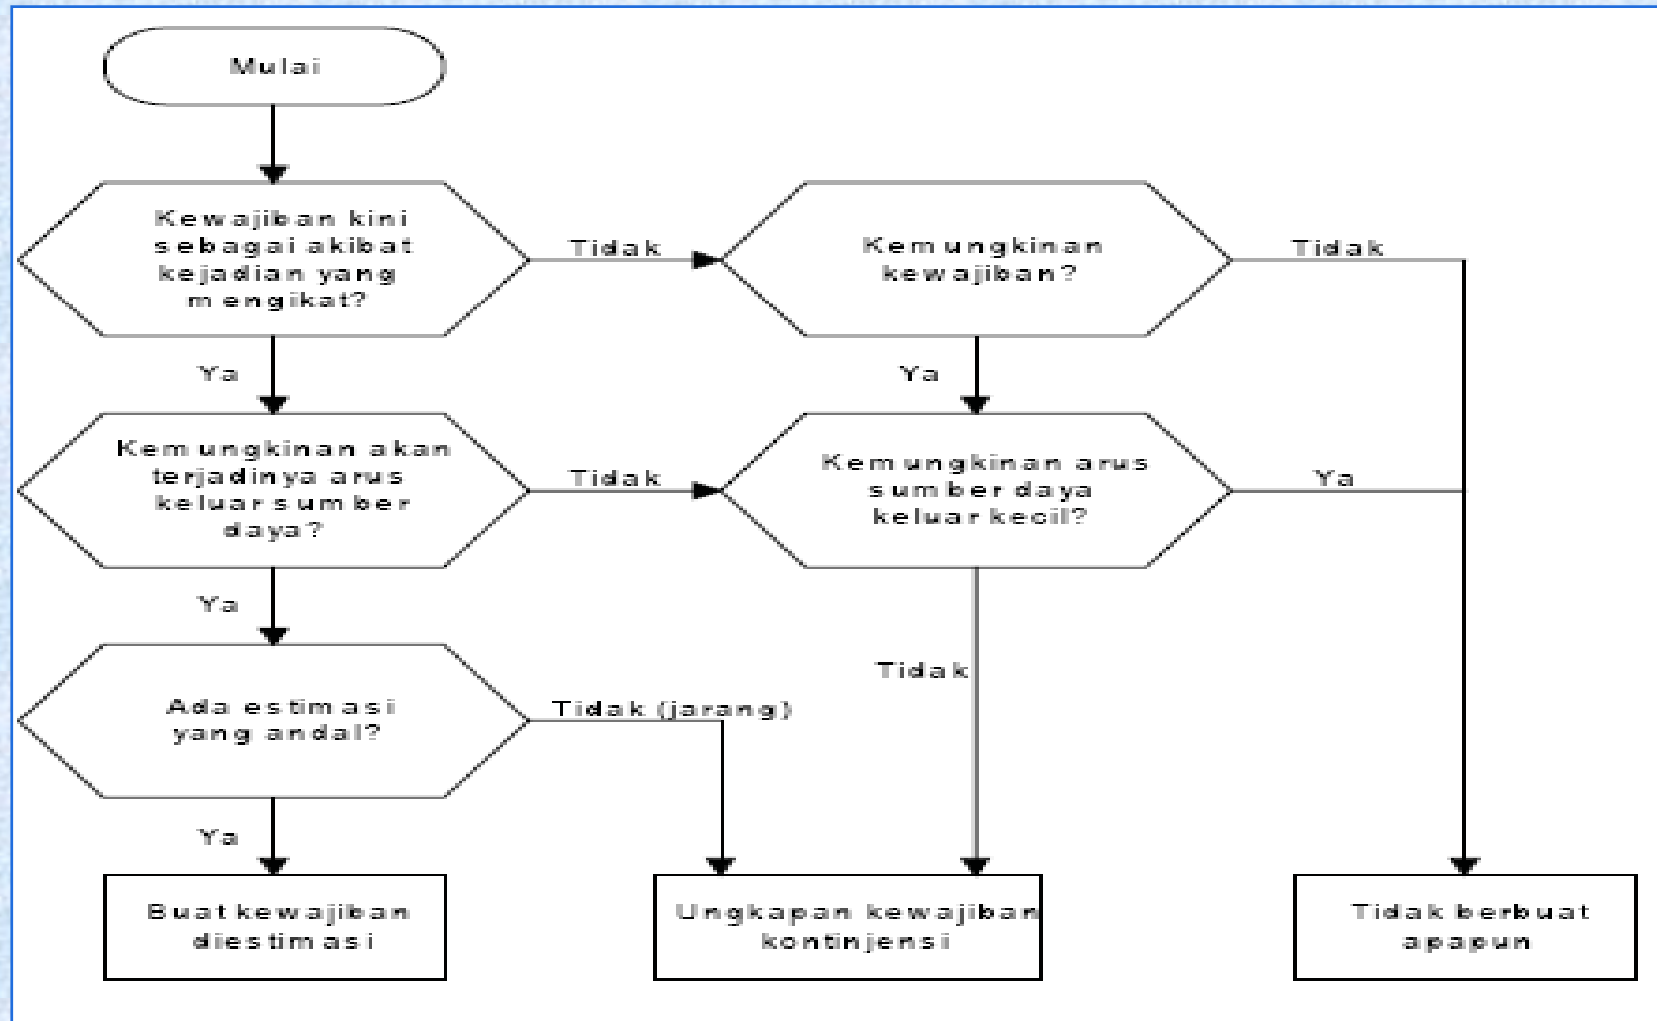 Mulai
Kewajiban kini
sebagai akibat
kejadian yang
mengikat?
Tidak
Kemungkinan
kewajiban?
Tidak
Ya
Ya
Kemungkinan akan
terjadinya arus
keluar sumber
daya?
Tidak
Kemungkinan arus
sumber daya
keluar kecil?
Ya
Ya
Tidak
Ada estimasi
yang andal?
Tidak (jarang)
Ya
Buat kewajiban
diestimasi
Ungkapan kewajiban
kontinjensi
Tidak berbuat
apapun